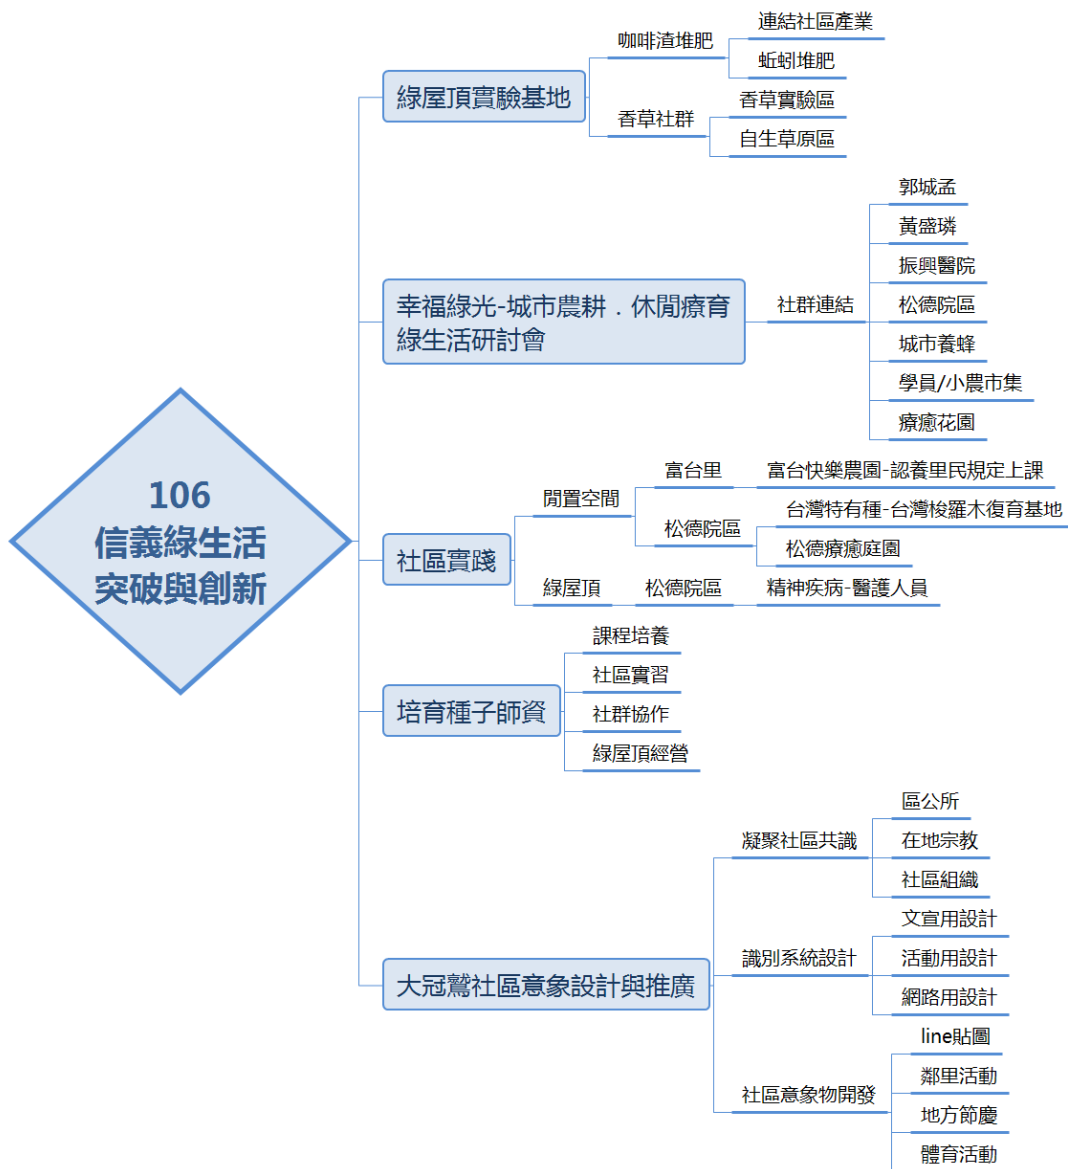 106
信義綠生活
突破與創新
綠屋頂實驗基地
咖啡渣堆肥
連結社區產業
蚯蚓堆肥
香草社群
香草實驗區
自生草原區
幸福綠光-城市農耕．休閒療育
綠生活研討會
社群連結
郭城孟
黃盛璘
振興醫院
松德院區
城市養蜂
學員/小農市集
療癒花園
社區實踐
閒置空間
富台里
富台快樂農園-認養里民規定上課
松德院區
台灣特有種-台灣梭羅木復育基地
松德療癒庭園
綠屋頂
松德院區
精神疾病-醫護人員
培育種子師資
課程培養
社區實習
社群協作
綠屋頂經營
大冠鷲社區意象設計與推廣
凝聚社區共識
區公所
在地宗教
社區組織
識別系統設計
文宣用設計
活動用設計
網路用設計
社區意象物開發
line貼圖
鄰里活動
地方節慶
體育活動